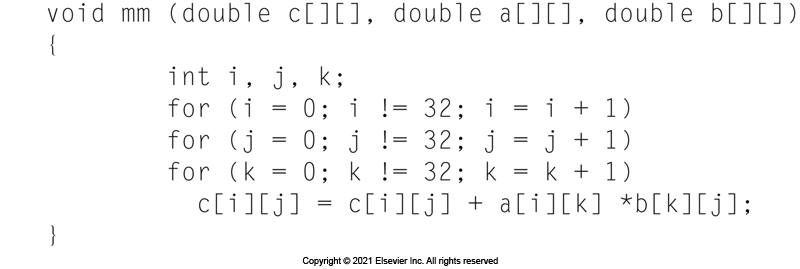 void mm (double c[][], double a[][], double b[][])
{
int i, j, k;
for (i = 0; i != 32; i = i + 1)
for (j = 0; j != 32; j = j + 1)
for (k = 0; k != 32; k = k + 1)
c[i][j] = c[i][j] + a[i][k] *b[k][j];
}
Copyright © 2021 Elsevier Inc. All rights reserved